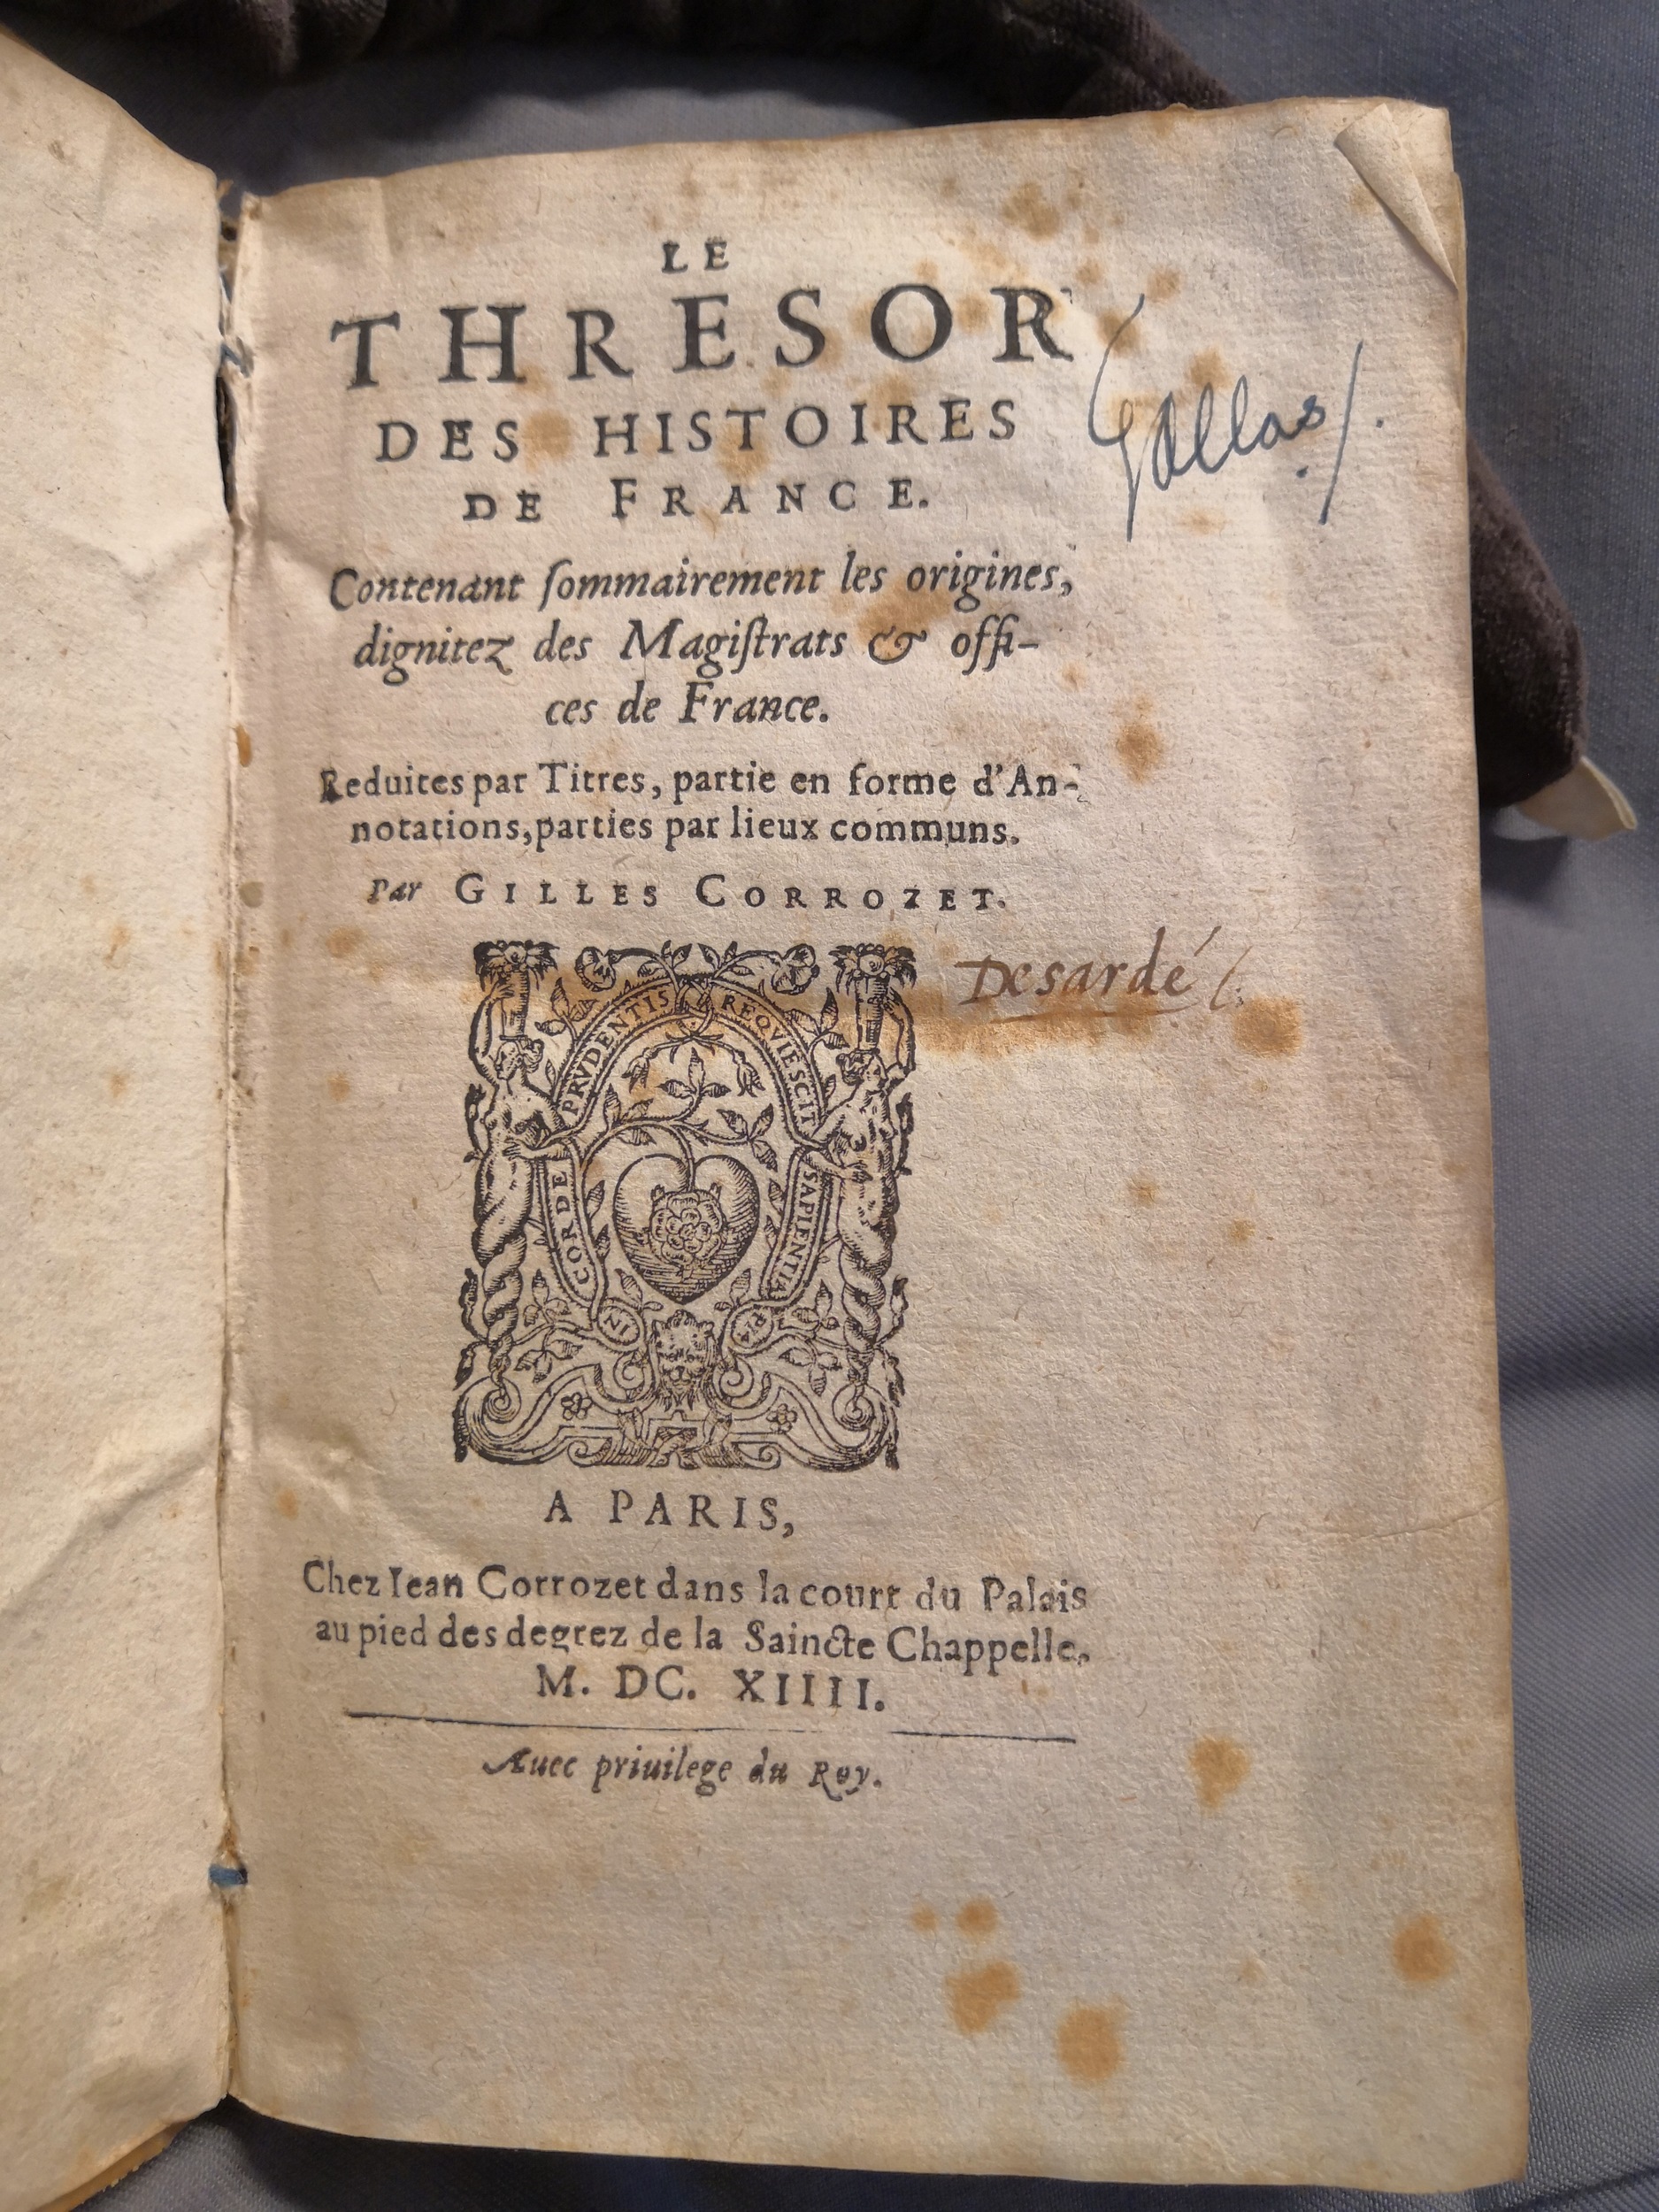 LE
THRESOR
DES HISTOIRES
DE FRANCE.
Gallas/.
Contenant ſommairement les origines,
dignitez des Magiſtrats & offi-
ces de France.
Reduites par Titres, partie en forme d'An-
notations, parties par lieux communs.
Par GILLES CORROZET.
Desardé
IN CORDE PRVDENTIS REQVIESCIT SAPIENTIA
A PARIS,
Chez Iean Corrozet dans la court du Palais
au pied des degrez de la Saincte Chappelle.
M. DC. XIIII.
Auec priuilege du Roy.